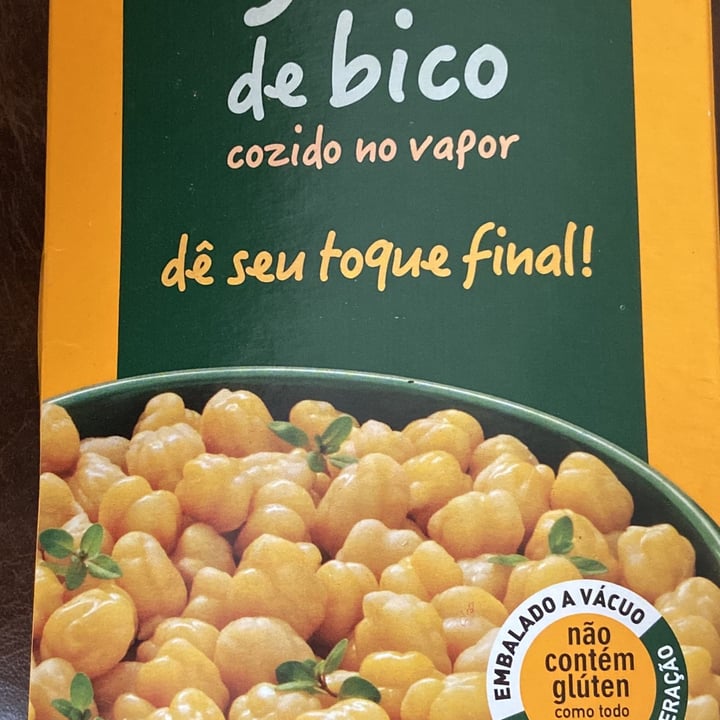 de bico
cozido no vapor
dê seu toque final!
EMBALADO A VÁCUO
não
contém
glúten
como todo